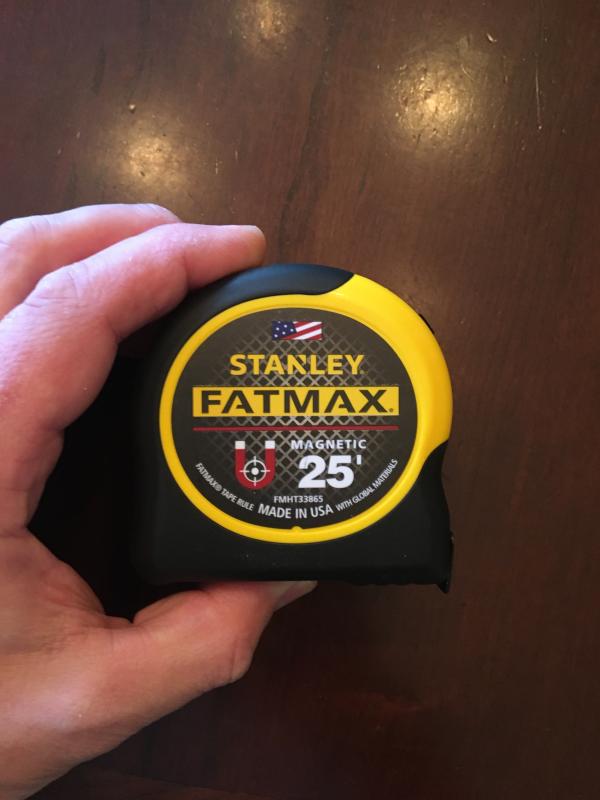 STANLEY
FATMAX®
MAGNETIC
25'
FMHT33865
FATMAX® TAPE RULE MADE IN USA WITH GLOBAL MATERIALS